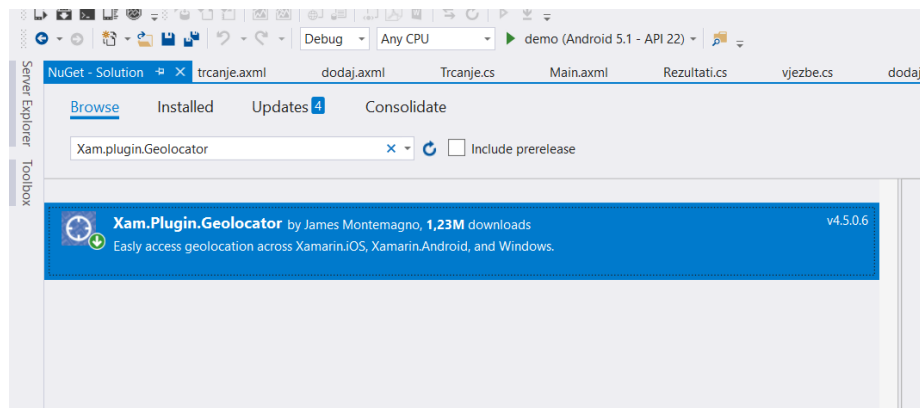 Debug Any CPU demo (Android 5.1 - API 22)
NuGet - Solution trcanje.axml dodaj.axml Trcanje.cs Main.axml Rezultati.cs vjezbe.cs dodaj
Server Explorer
Toolbox
Browse Installed Updates 4 Consolidate
Xam.plugin.Geolocator Include prerelease
Xam.Plugin.Geolocator by James Montemagno, 1,23M downloads v4.5.0.6
Easly access geolocation across Xamarin.iOS, Xamarin.Android, and Windows.